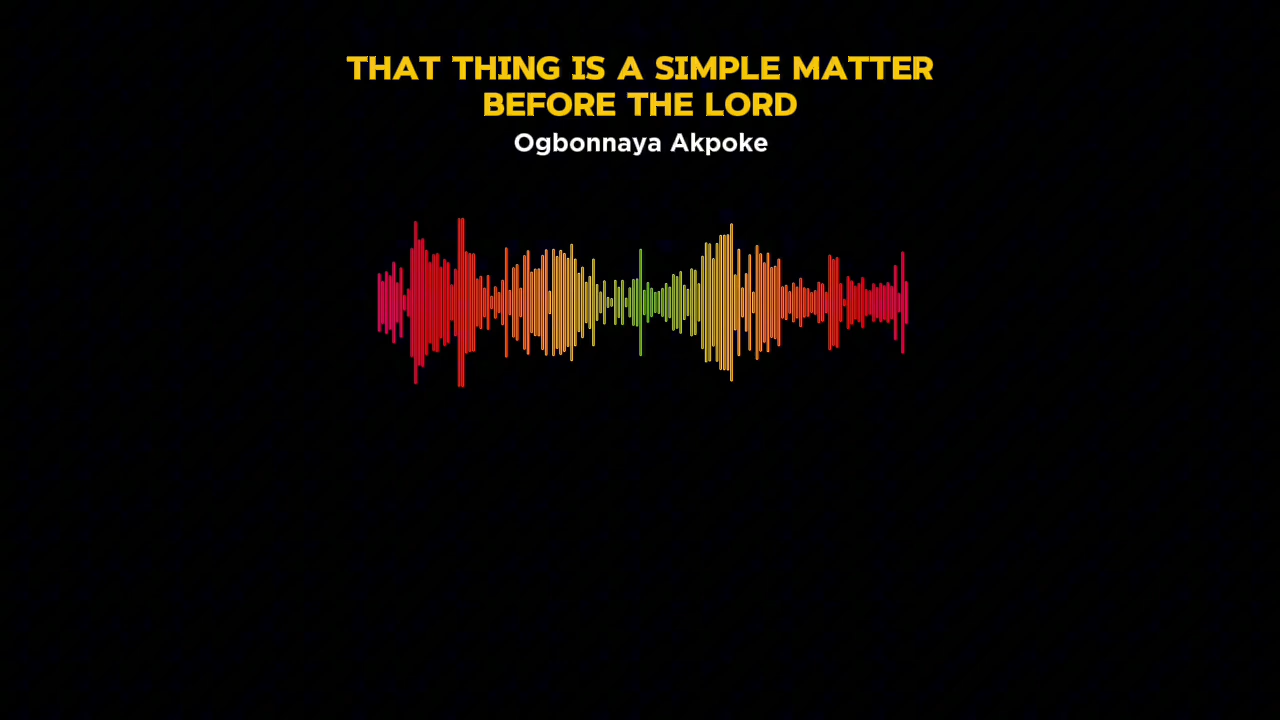 THAT THING IS A SIMPLE MATTER
BEFORE THE LORD
Ogbonnaya Akpoke